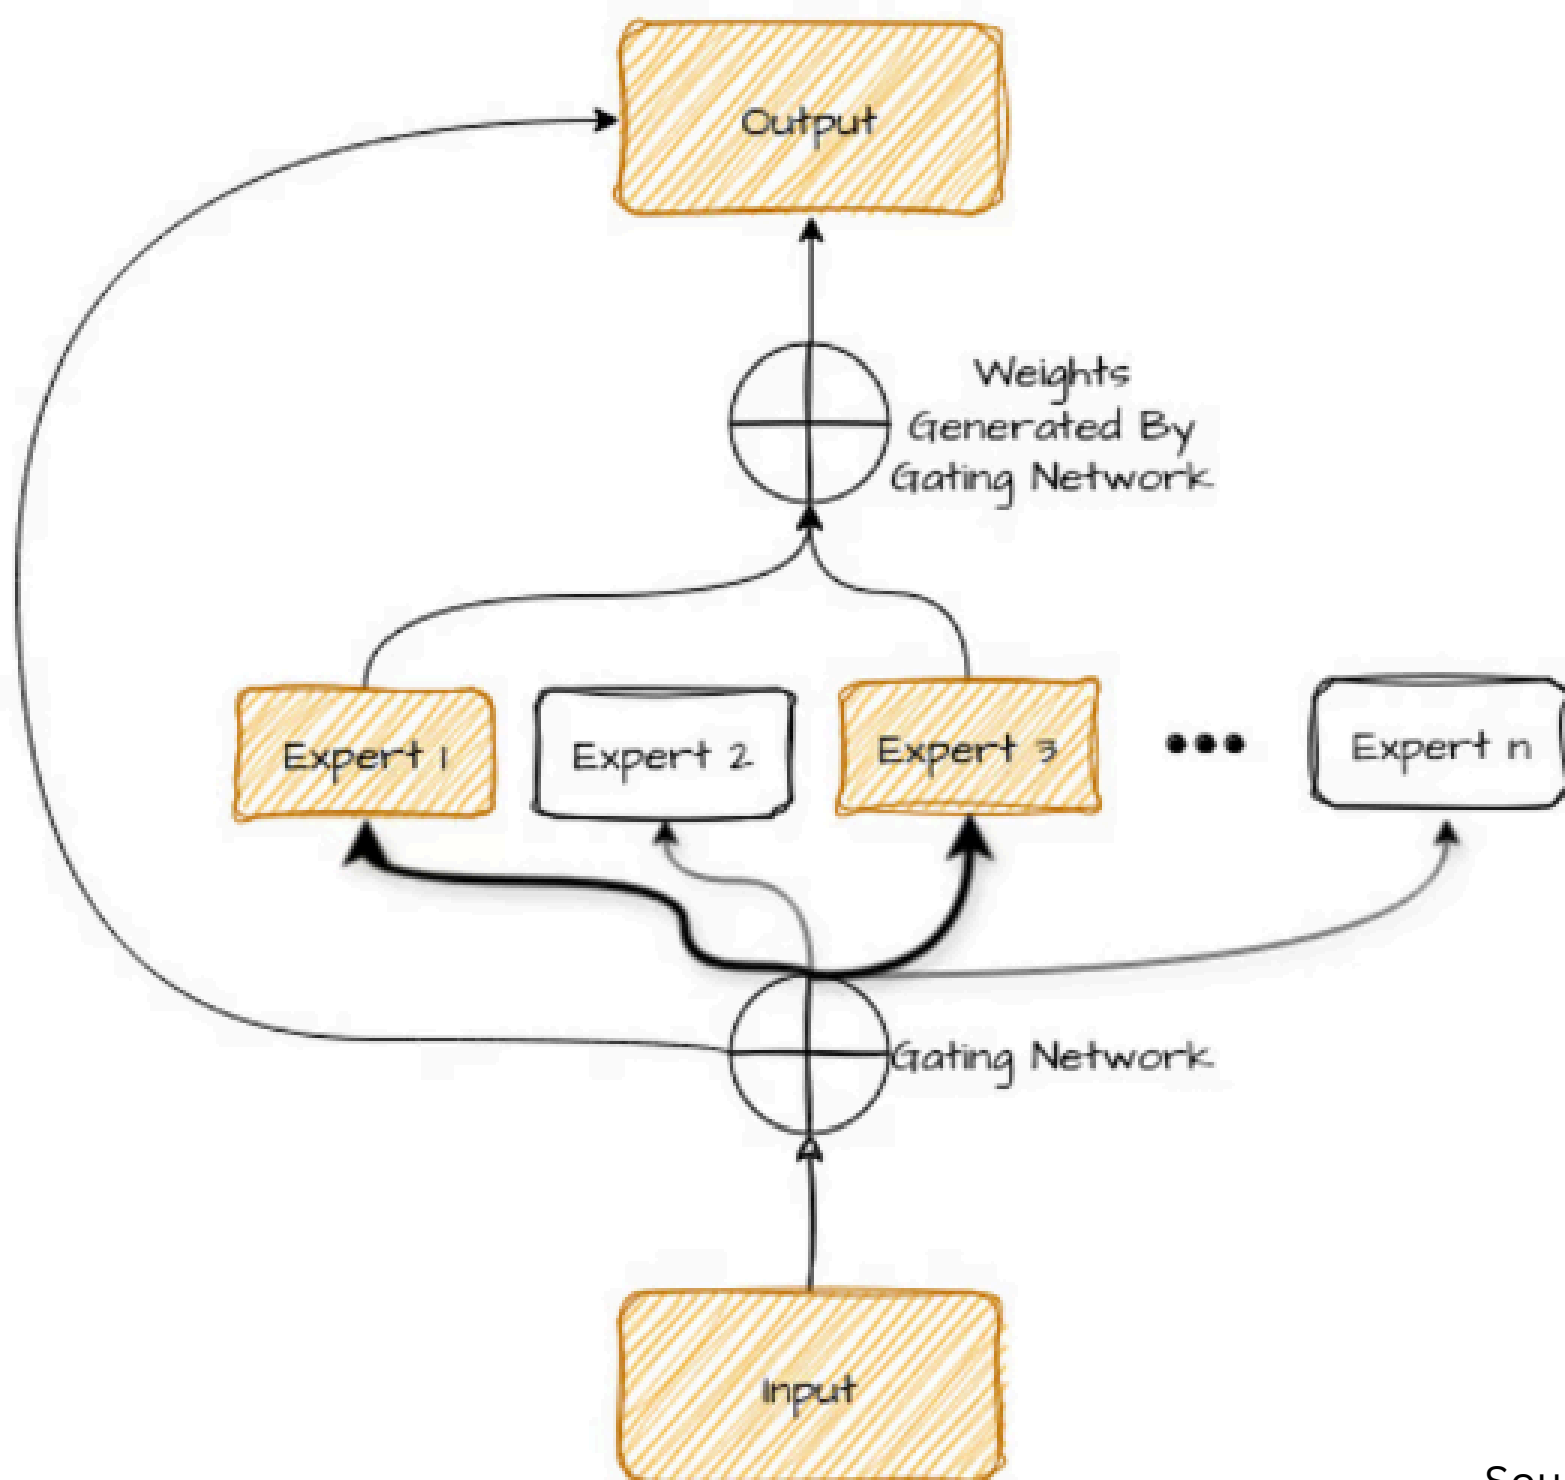 Output
Weights
Generated By
Gating Network
Expert 1
Expert 2
Expert 3
Expert n
Gating Network
Input